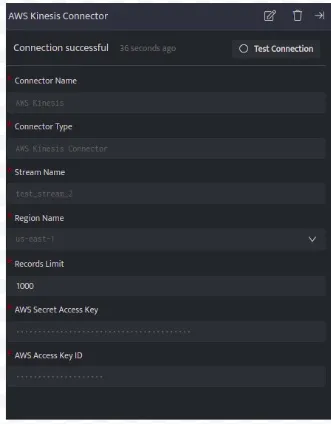 AWS Kinesis Connector
Connection successful 36 seconds ago Test Connection
* Connector Name
AWS Kinesis
* Connector Type
AWS Kinesis Connector
* Stream Name
test_stream_2
* Region Name
us-east-1
* Records Limit
1000
* AWS Secret Access Key
* AWS Access Key ID